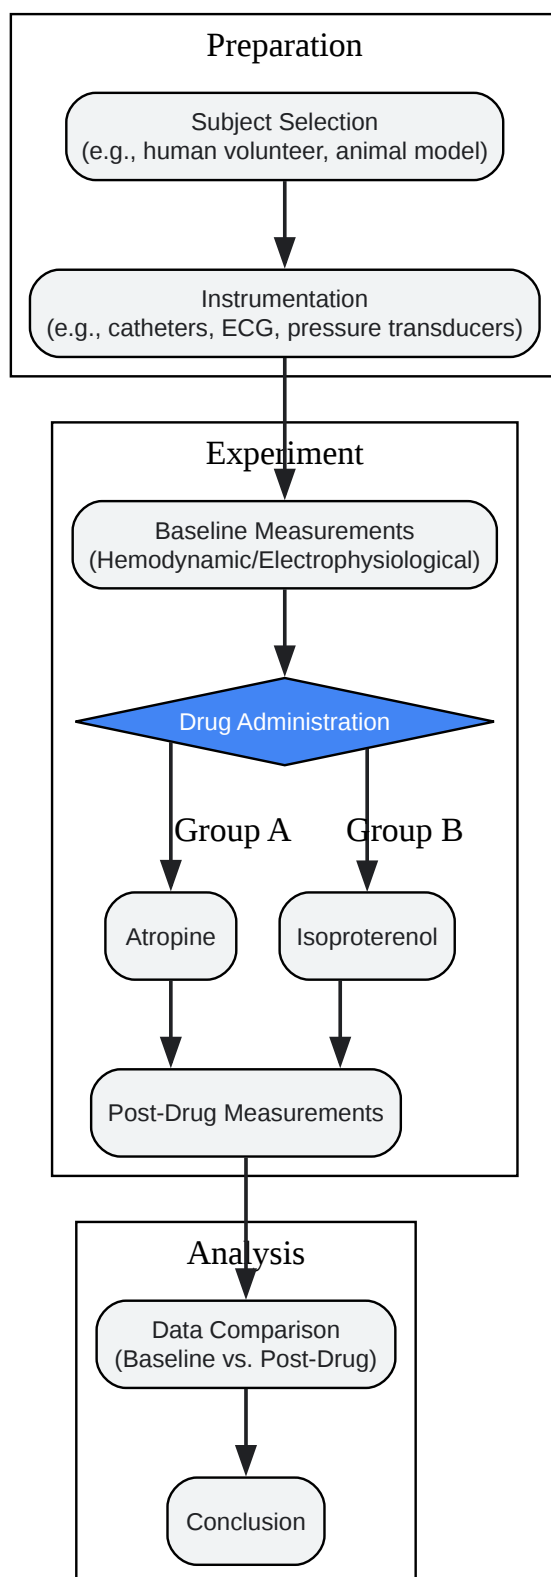 Preparation
Subject Selection
(e.g., human volunteer, animal model)
Instrumentation
(e.g., catheters, ECG, pressure transducers)
Experiment
Baseline Measurements
(Hemodynamic/Electrophysiological)
Drug Administration
Group A
Group B
Atropine
Isoproterenol
Post-Drug Measurements
Analysis
Data Comparison
(Baseline vs. Post-Drug)
Conclusion